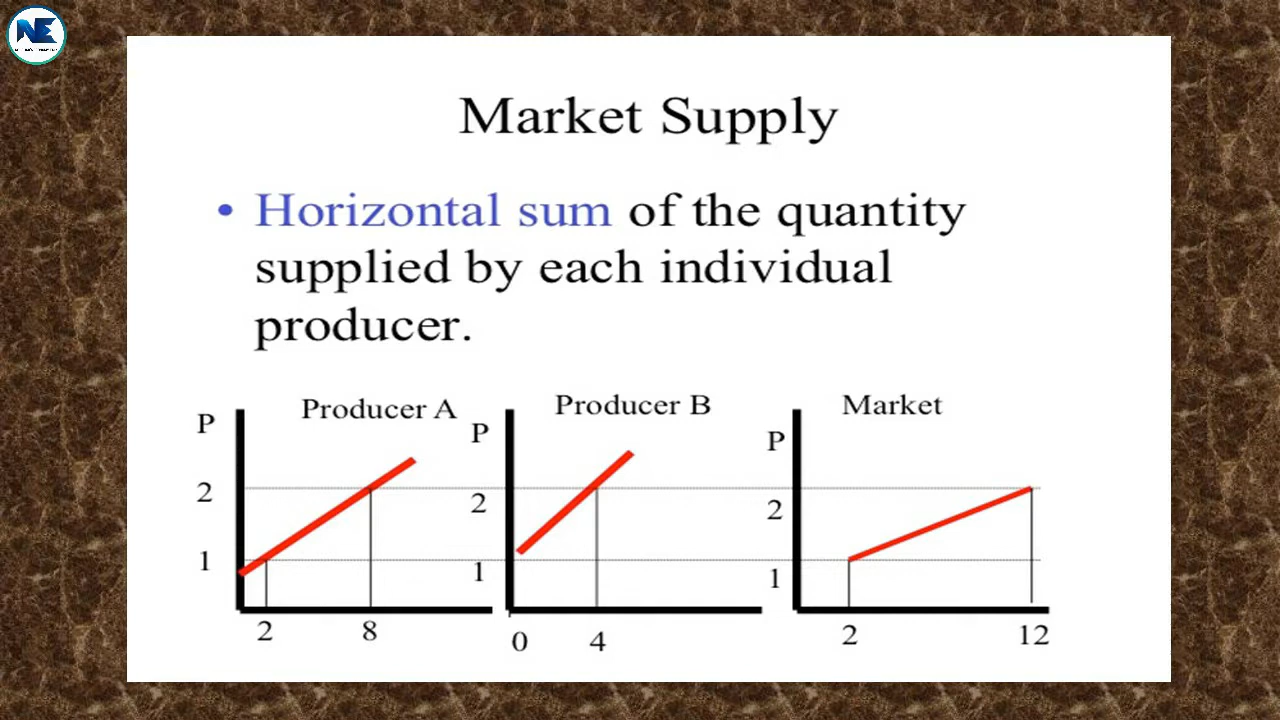 NE
Market Supply
• Horizontal sum of the quantity
supplied by each individual
producer.
Producer A
P
2
1
2 8
Producer B
P
2
1
0 4
Market
P
2
1
2 12